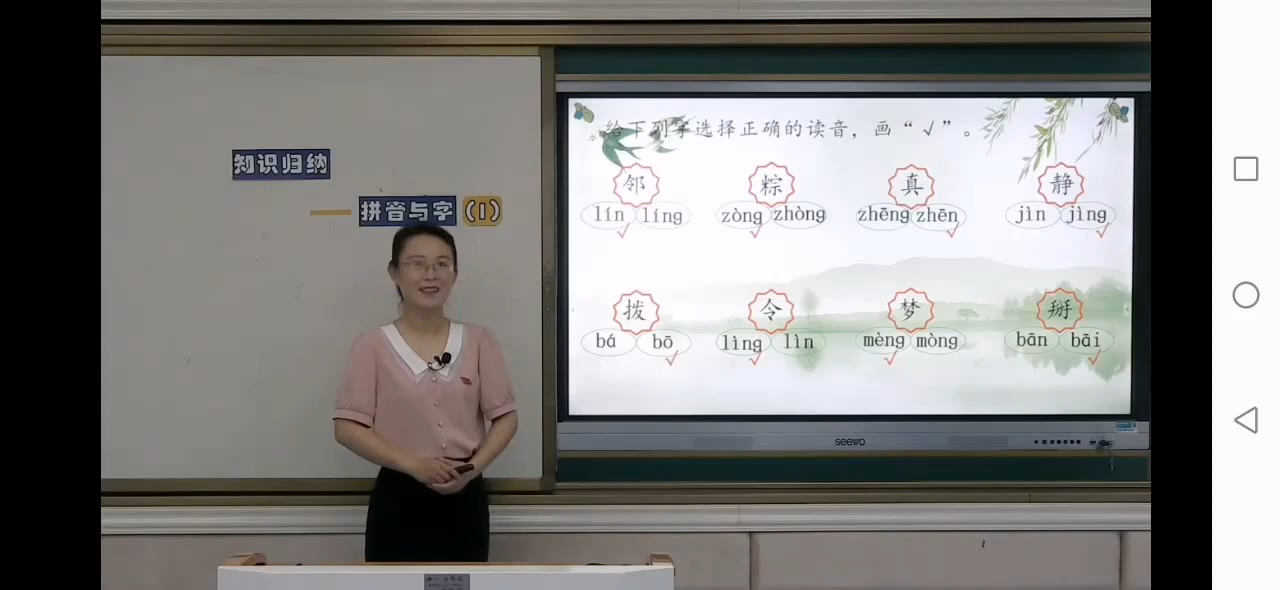 知识归纳
拼音与字(1)
给下列字选择正确的读音，画“√”。
邻 粽 真 静
lín líng zòng zhòng zhēng zhēn jìn jìng
拨 令 梦 掰
bá bō lìng lìn mèng mòng bān bāi
seewo